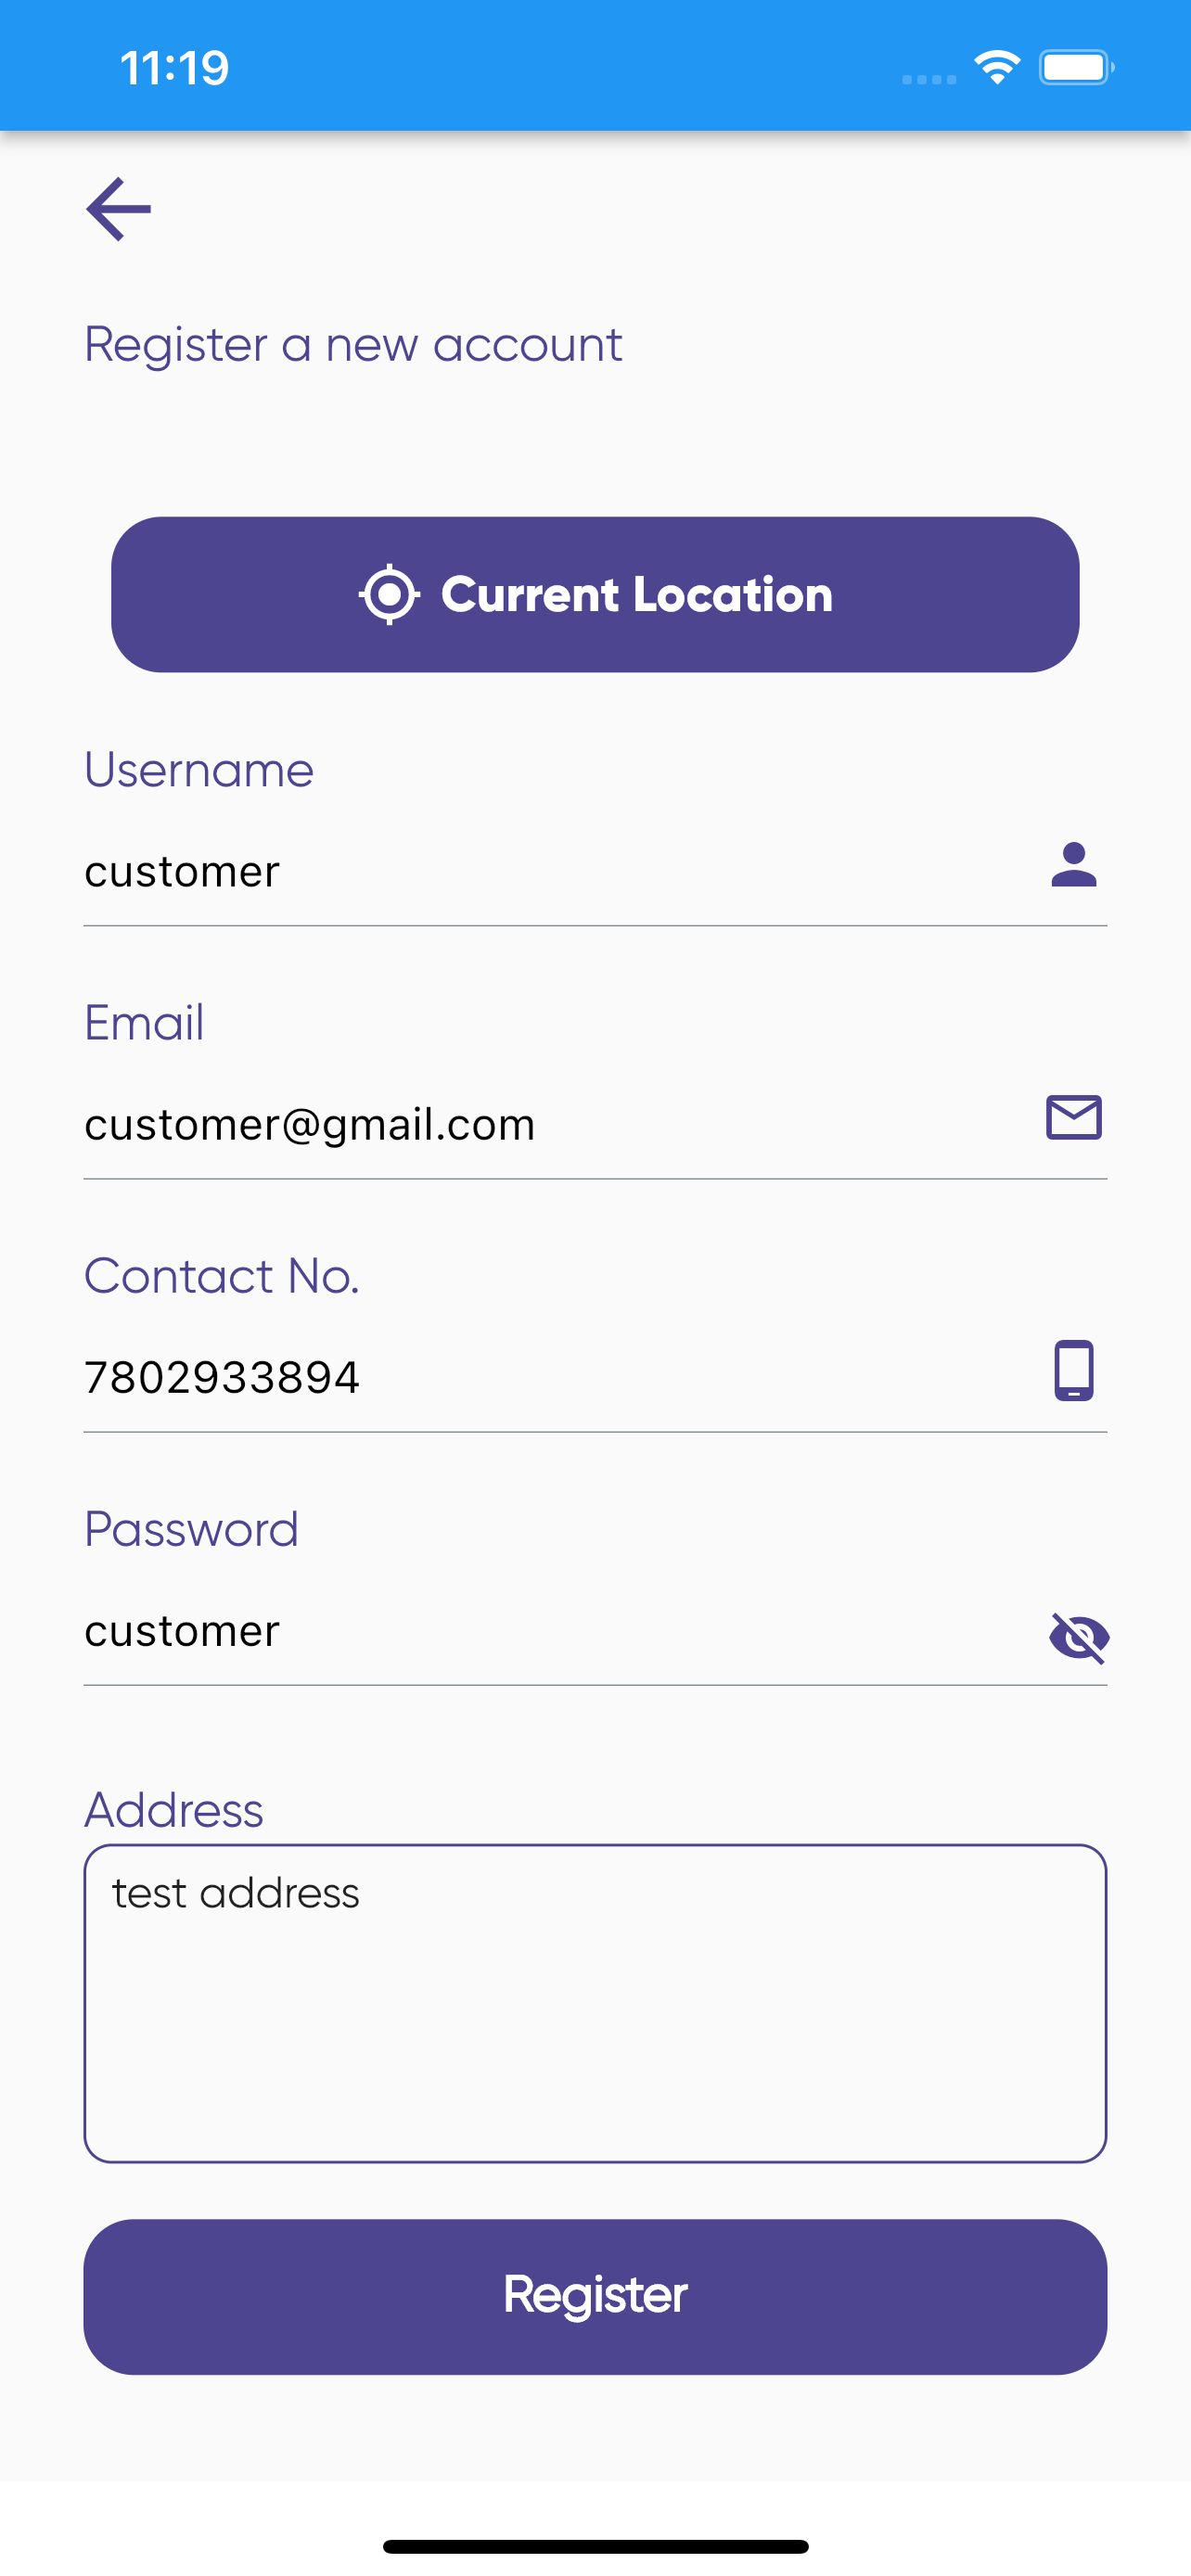 11:19
Register a new account
Current Location
Username
customer
Email
customer@gmail.com
Contact No.
7802933894
Password
customer
Address
test address
Register